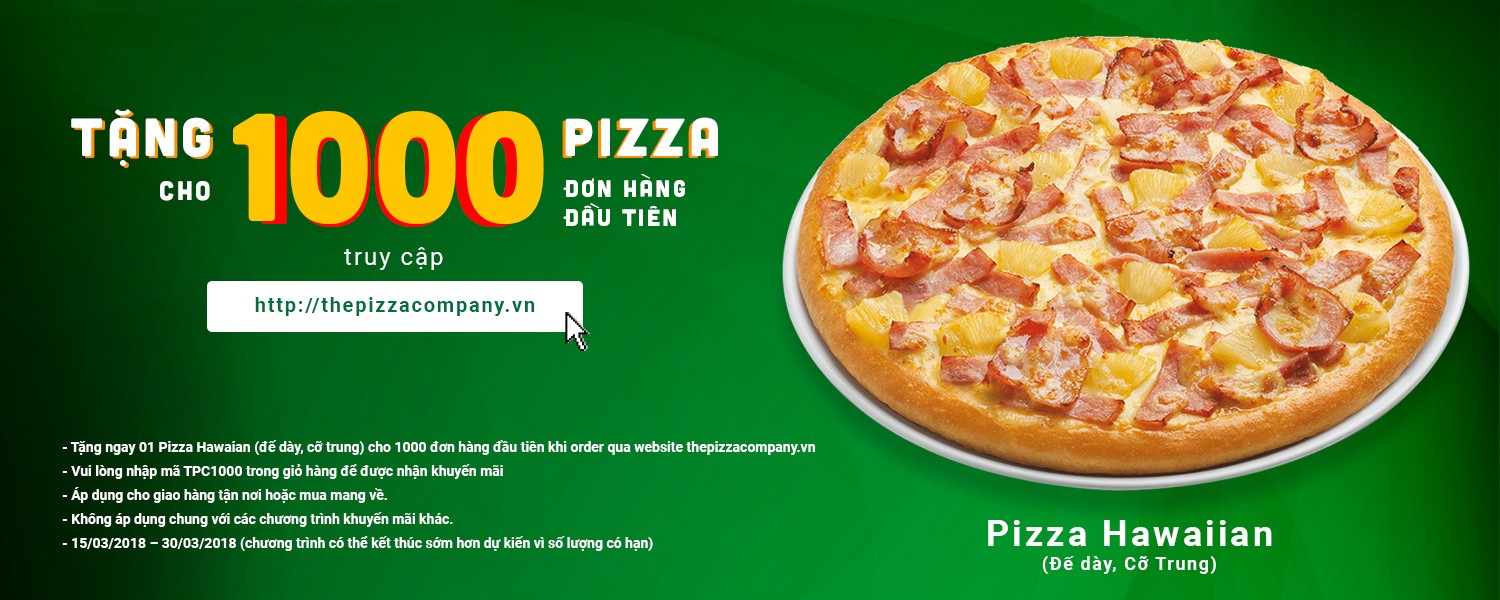 TẶNG 1000 PIZZA
CHO
ĐƠN HÀNG
ĐẦU TIÊN
truy cập
http://thepizzacompany.vn
- Tặng ngay 01 Pizza Hawaian (đế dày, cỡ trung) cho 1000 đơn hàng đầu tiên khi order qua website thepizzacompany.vn
- Vui lòng nhập mã TPC1000 trong giỏ hàng để được nhận khuyến mãi
- Áp dụng cho giao hàng tận nơi hoặc mua mang về.
- Không áp dụng chung với các chương trình khuyến mãi khác.
- 15/03/2018 – 30/03/2018 (chương trình có thể kết thúc sớm hơn dự kiến vì số lượng có hạn)
Pizza Hawaiian
(Đế dày, Cỡ Trung)